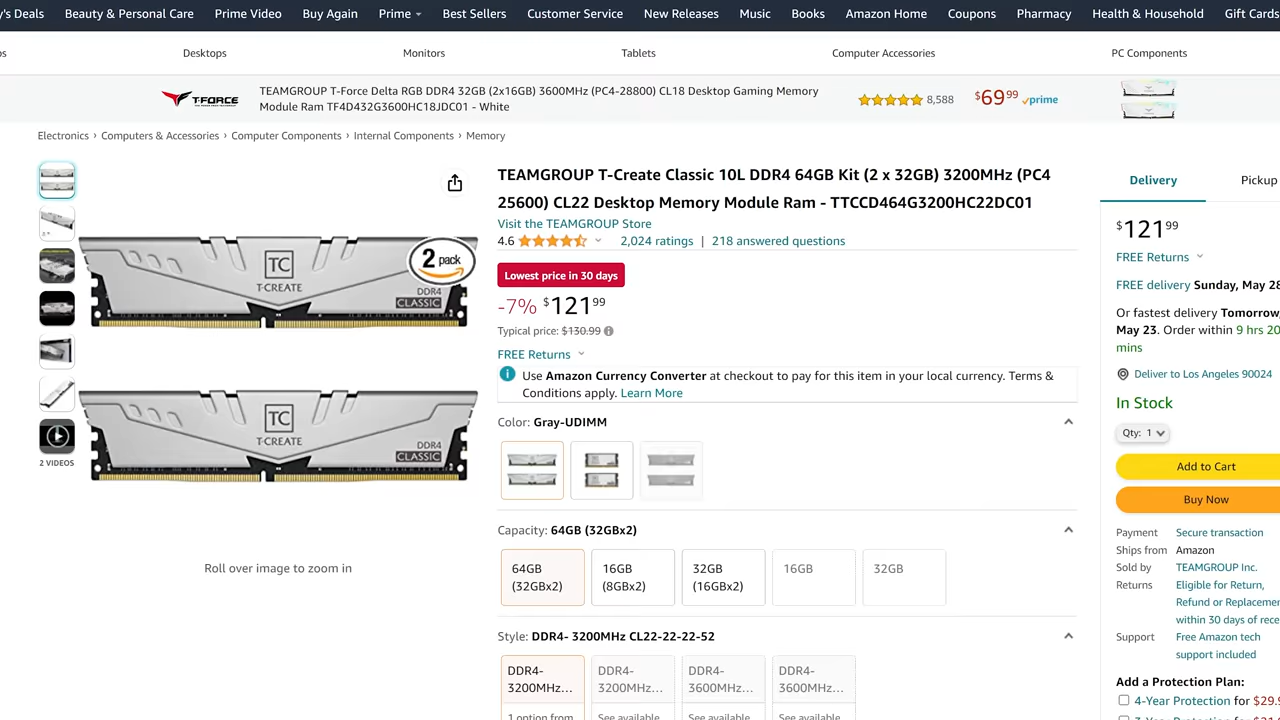 's Deals Beauty & Personal Care Prime Video Buy Again Prime Best Sellers Customer Service New Releases Music Books Amazon Home Coupons Pharmacy Health & Household Gift Cards
Desktops Monitors Tablets Computer Accessories PC Components
T-FORCE
TEAMGROUP T-Force Delta RGB DDR4 32GB (2x16GB) 3600MHz (PC4-28800) CL18 Desktop Gaming Memory
Module Ram TF4D432G3600HC18JDC01 - White
8,588 $6999 prime
Electronics › Computers & Accessories › Computer Components › Internal Components › Memory
TEAMGROUP T-Create Classic 10L DDR4 64GB Kit (2 x 32GB) 3200MHz (PC4
25600) CL22 Desktop Memory Module Ram - TTCCD464G3200HC22DC01
Visit the TEAMGROUP Store
4.6 2,024 ratings | 218 answered questions
Lowest price in 30 days
-7% $12199
Typical price: $130.99
FREE Returns
Use Amazon Currency Converter at checkout to pay for this item in your local currency. Terms &
Conditions apply. Learn More
2 pack
TC
T-CREATE
DDR4
CLASSIC
TC
T-CREATE
DDR4
CLASSIC
2 VIDEOS
Roll over image to zoom in
Color: Gray-UDIMM
Capacity: 64GB (32GBx2)
64GB
(32GBx2)
16GB
(8GBx2)
32GB
(16GBx2)
16GB
32GB
Style: DDR4- 3200MHz CL22-22-22-52
DDR4-
3200MHz...
1 option from
DDR4-
3200MHz...
See available
DDR4-
3600MHz...
See available
DDR4-
3600MHz...
See available
Delivery Pickup
$12199
FREE Returns
FREE delivery Sunday, May 28
Or fastest delivery Tomorrow,
May 23. Order within 9 hrs 20
mins
Deliver to Los Angeles 90024
In Stock
Qty: 1
Add to Cart
Buy Now
Payment Secure transaction
Ships from Amazon
Sold by TEAMGROUP Inc.
Returns Eligible for Return,
Refund or Replacemen
within 30 days of rece
Support Free Amazon tech
support included
Add a Protection Plan:
4-Year Protection for $29.